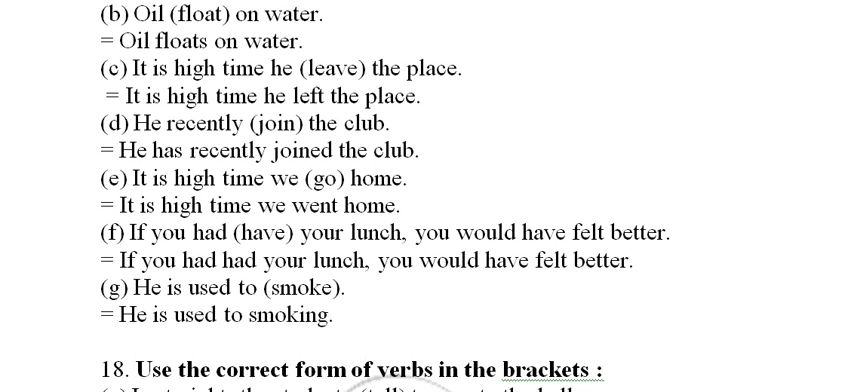 (b) Oil (float) on water.
= Oil floats on water.
(c) It is high time he (leave) the place.
= It is high time he left the place.
(d) He recently (join) the club.
= He has recently joined the club.
(e) It is high time we (go) home.
= It is high time we went home.
(f) If you had (have) your lunch, you would have felt better.
= If you had had your lunch, you would have felt better.
(g) He is used to (smoke).
= He is used to smoking.
18. Use the correct form of verbs in the brackets :